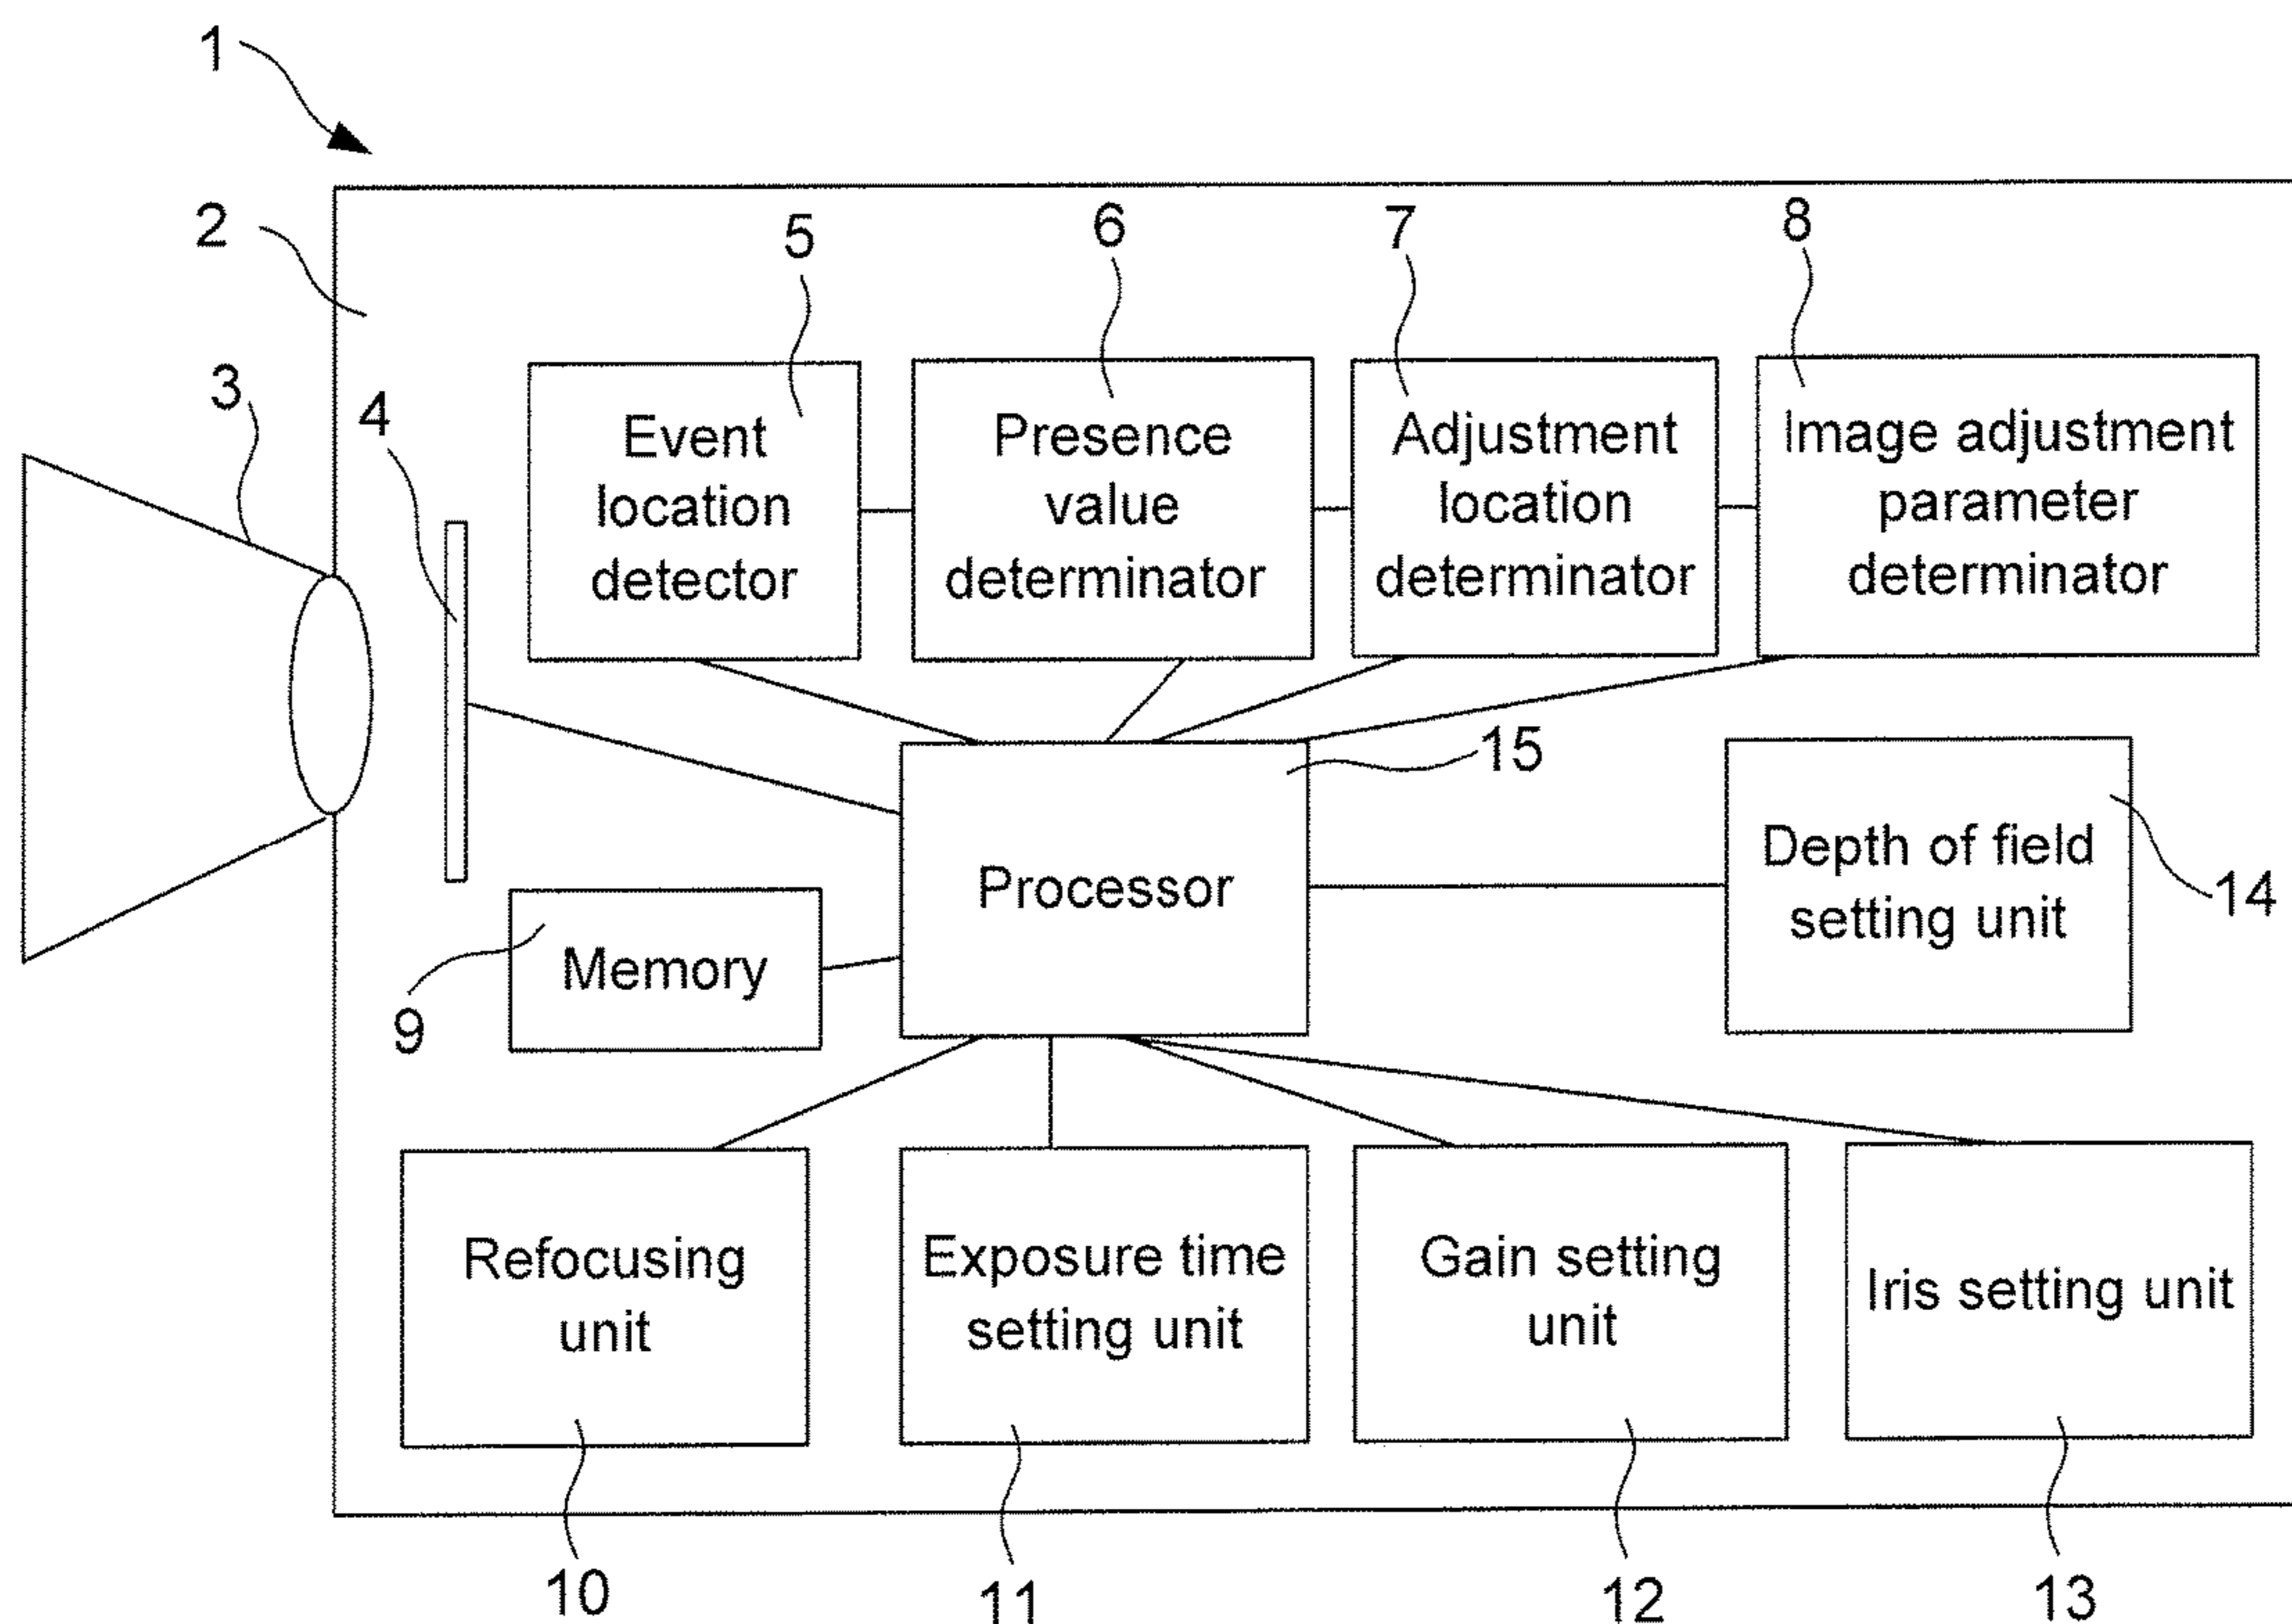 1
2
5
6
7
8
3
4
Event
location
detector
Presence
value
determinator
Adjustment
location
determinator
Image adjustment
parameter
determinator
15
Processor
Depth of field
setting unit
14
Memory
9
Refocusing
unit
Exposure time
setting unit
Gain setting
unit
Iris setting unit
10
11
12
13